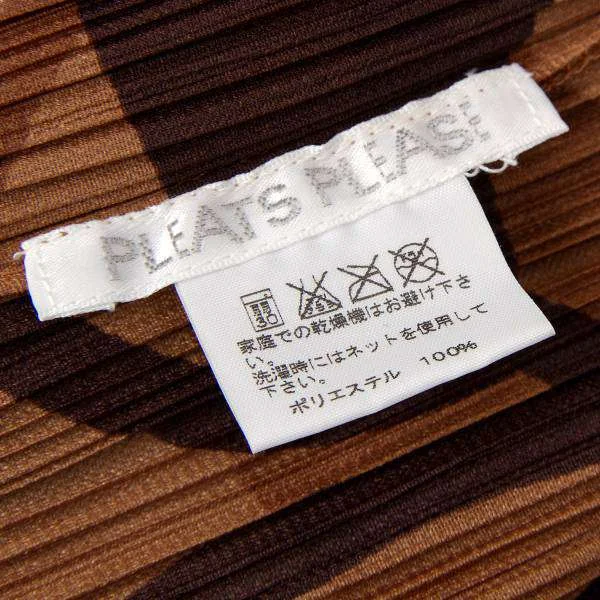 PLEATS PLEASE
家庭での乾燥機はお避け下さ
い。
洗濯時にはネットを使用して
下さい。
ポリエステル 100%